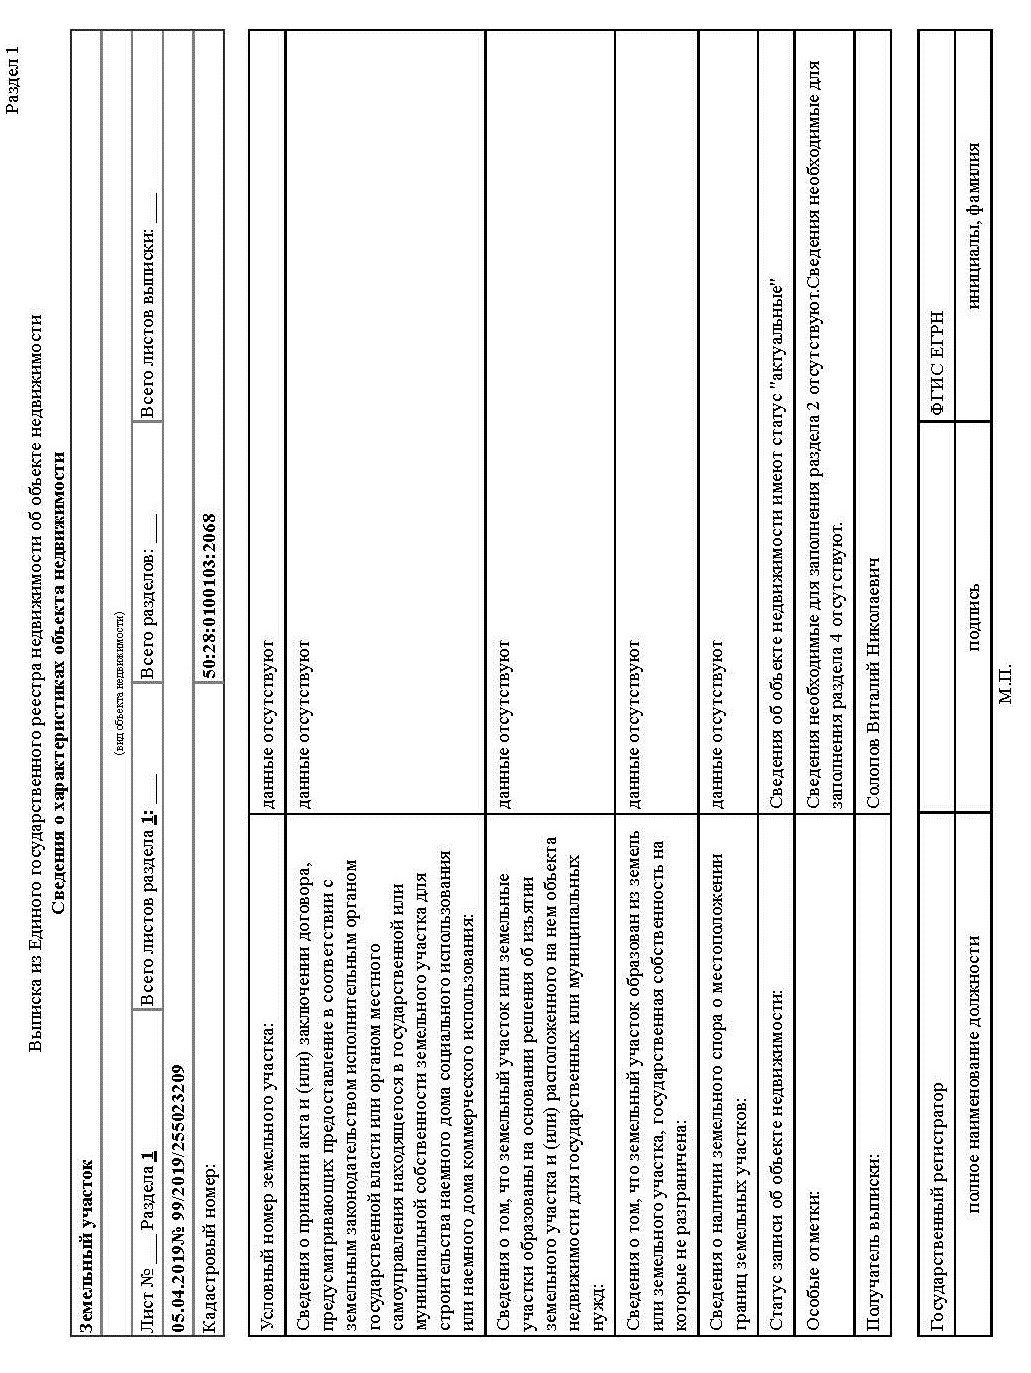 Раздел 1
Выписка из Единого государственного реестра недвижимости об объекте недвижимости
Сведения о характеристиках объекта недвижимости
Земельный участок
(вид объекта недвижимости)
Лист № ___ Раздела 1 Всего листов раздела 1: ___ Всего разделов: ___ Всего листов выписки: ___
05.04.2019№ 99/2019/255023209
Кадастровый номер: 50:28:0100103:2068
Условный номер земельного участка: данные отсутствуют
Сведения о принятии акта и (или) заключении договора, данные отсутствуют
предусматривающих предоставление в соответствии с
земельным законодательством исполнительным органом
государственной власти или органом местного
самоуправления находящегося в государственной или
муниципальной собственности земельного участка для
строительства наемного дома социального использования
или наемного дома коммерческого использования:
Сведения о том, что земельный участок или земельные данные отсутствуют
участки образованы на основании решения об изъятии
земельного участка и (или) расположенного на нем объекта
недвижимости для государственных или муниципальных
нужд:
Сведения о том, что земельный участок образован из земель данные отсутствуют
или земельного участка, государственная собственность на
которые не разграничена:
Сведения о наличии земельного спора о местоположении данные отсутствуют
границ земельных участков:
Статус записи об объекте недвижимости: Сведения об объекте недвижимости имеют статус "актуальные"
Особые отметки: Сведения необходимые для заполнения раздела 2 отсутствуют.Сведения необходимые для
заполнения раздела 4 отсутствуют.
Получатель выписки: Солопов Виталий Николаевич
Государственный регистратор ФГИС ЕГРН
полное наименование должности подпись инициалы, фамилия
М.П.